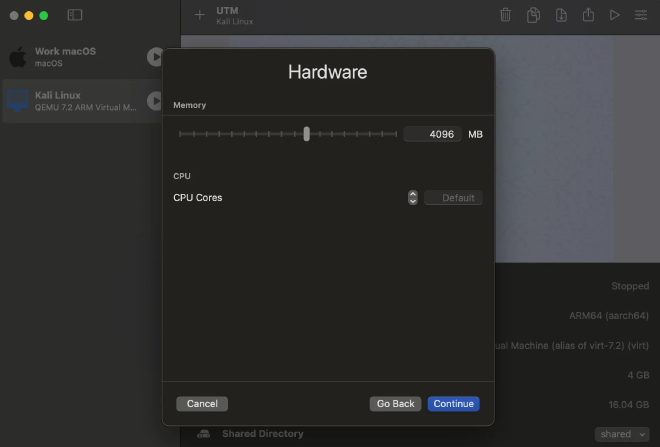 UTM
Kali Linux
Work macOS
macOS
Kali Linux
QEMU 7.2 ARM Virtual M...
Hardware
Memory
4096 MB
CPU
CPU Cores Default
Cancel Go Back Continue
Stopped
ARM64 (aarch64)
ual Machine (alias of virt-7.2) (virt)
4 GB
16.04 GB
Shared Directory shared